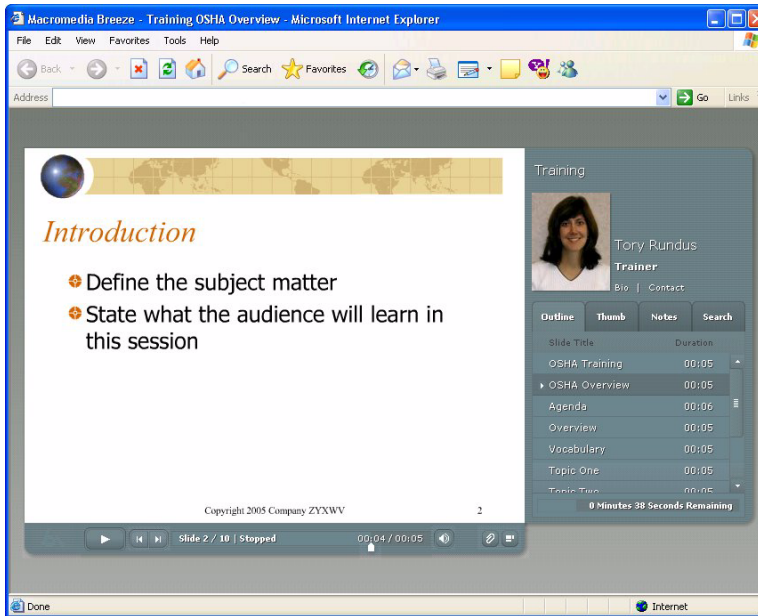 Macromedia Breeze - Training OSHA Overview - Microsoft Internet Explorer
File Edit View Favorites Tools Help
Back Search Favorites
Address Go Links
Training
Introduction
Tory Rundus
Trainer
Bio | Contact
Define the subject matter
State what the audience will learn in
this session
Outline Thumb Notes Search
Slide Title Duration
OSHA Training 00:05
OSHA Overview 00:05
Agenda 00:06
Overview 00:05
Vocabulary 00:05
Topic One 00:05
Topic Two 00:05
0 Minutes 38 Seconds Remaining
Copyright 2005 Company ZYXWV 2
Slide 2 / 10 | Stopped 00:04 / 00:05
Done Internet